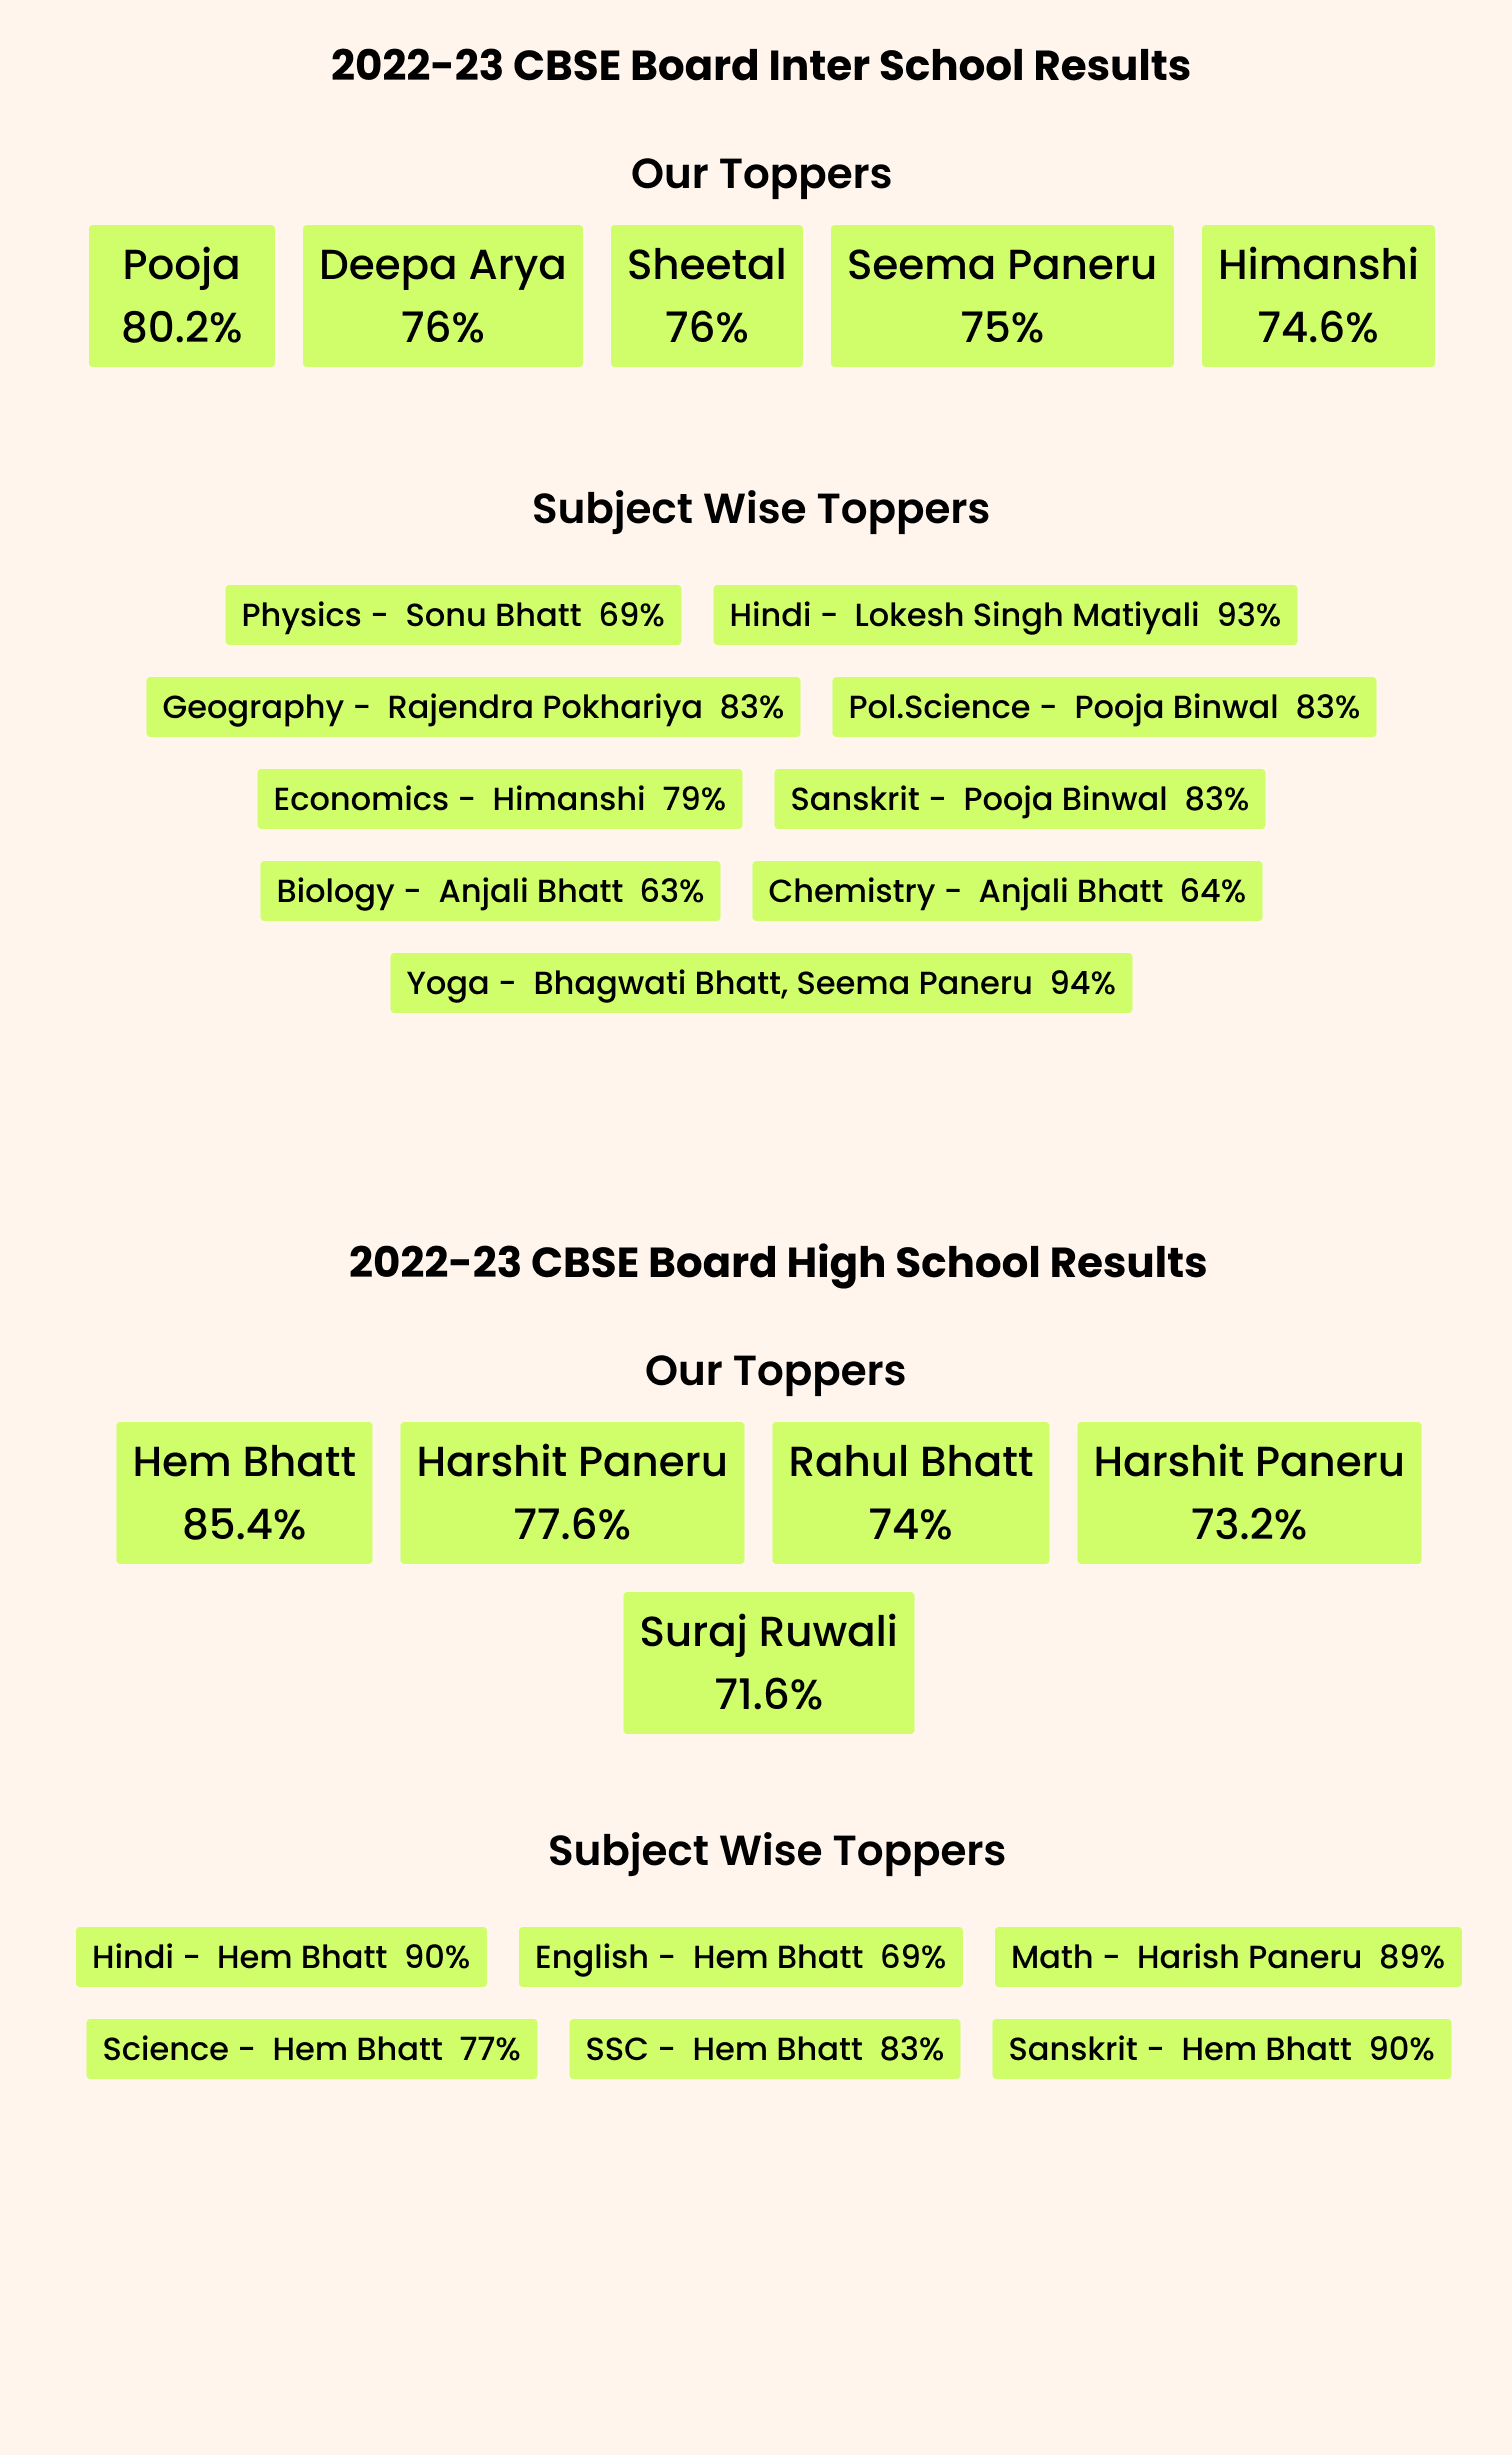 2022-23 CBSE Board Inter School Results
Our Toppers
Pooja
80.2%
Deepa Arya
76%
Sheetal
76%
Seema Paneru
75%
Himanshi
74.6%
Subject Wise Toppers
Physics - Sonu Bhatt 69%
Hindi - Lokesh Singh Matiyali 93%
Geography - Rajendra Pokhariya 83%
Pol.Science - Pooja Binwal 83%
Economics - Himanshi 79%
Sanskrit - Pooja Binwal 83%
Biology - Anjali Bhatt 63%
Chemistry - Anjali Bhatt 64%
Yoga - Bhagwati Bhatt, Seema Paneru 94%
2022-23 CBSE Board High School Results
Our Toppers
Hem Bhatt
85.4%
Harshit Paneru
77.6%
Rahul Bhatt
74%
Harshit Paneru
73.2%
Suraj Ruwali
71.6%
Subject Wise Toppers
Hindi - Hem Bhatt 90%
English - Hem Bhatt 69%
Math - Harish Paneru 89%
Science - Hem Bhatt 77%
SSC - Hem Bhatt 83%
Sanskrit - Hem Bhatt 90%